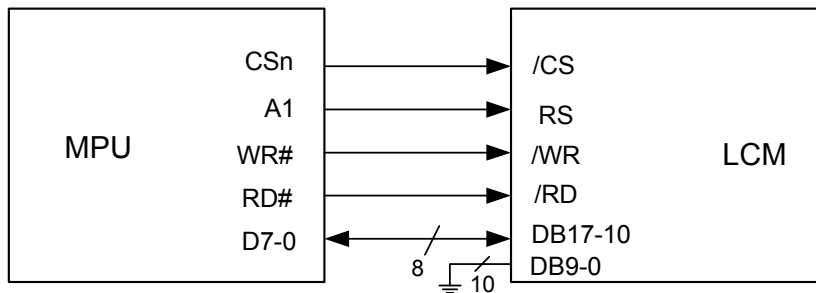 CSn
/CS
A1
RS
MPU
WR#
/WR
LCM
RD#
/RD
D7-0
8
DB17-10
10
DB9-0